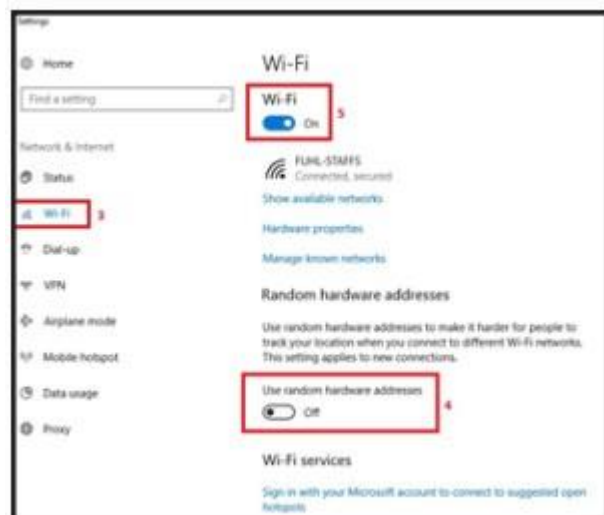 Settings
Home
Find a setting
Network & Internet
Status
Wi-Fi 3
Dial-up
VPN
Airplane mode
Mobile hotspot
Data usage
Proxy
Wi-Fi
Wi-Fi
On 5
FUHL-STAFFS
Connected, secured
Show available networks
Hardware properties
Manage known networks
Random hardware addresses
Use random hardware addresses to make it harder for people to
track your location when you connect to different Wi-Fi networks.
This setting applies to new connections.
Use random hardware addresses
Off 4
Wi-Fi services
Sign in with your Microsoft account to connect to suggested open
hotspots